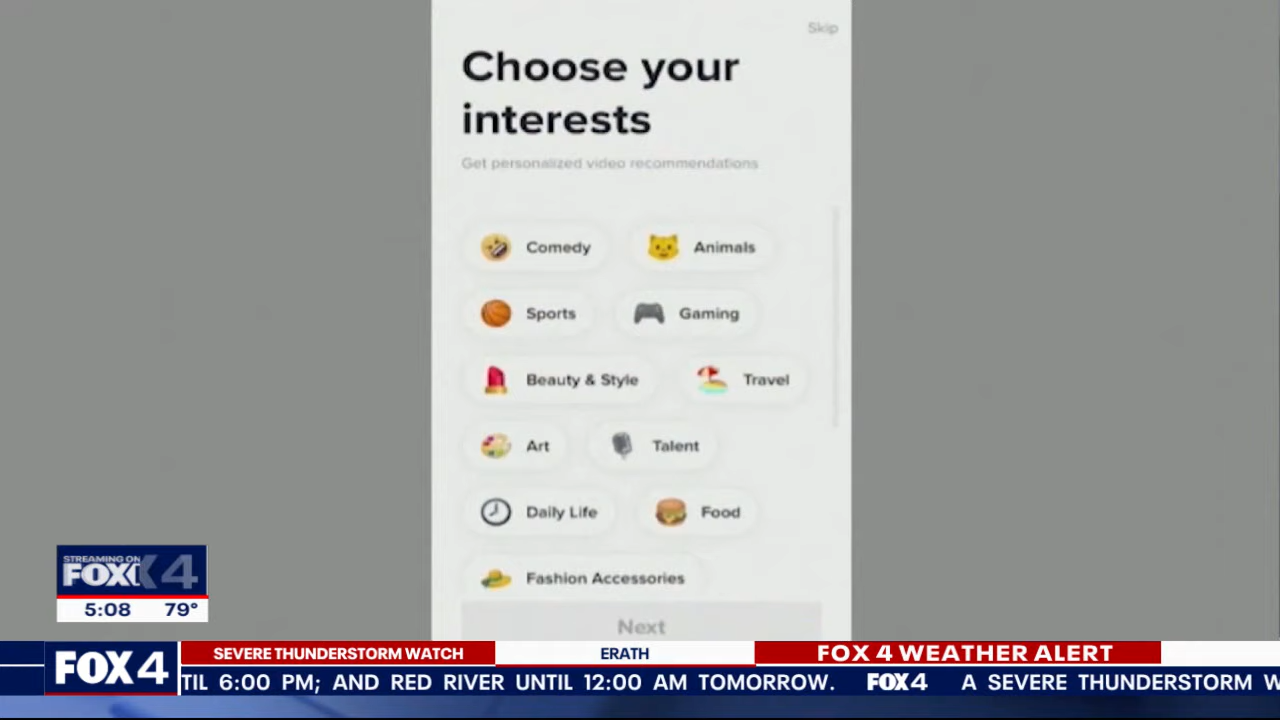 Skip
Choose your
interests
Get personalized video recommendations
Comedy
Animals
Sports
Gaming
Beauty & Style
Travel
Art
Talent
Daily Life
Food
Fashion Accessories
Next
STREAMING ON
FOX 4
5:08 79°
FOX 4
SEVERE THUNDERSTORM WATCH
ERATH
FOX 4 WEATHER ALERT
TIL 6:00 PM; AND RED RIVER UNTIL 12:00 AM TOMORROW. FOX 4 A SEVERE THUNDERSTORM W